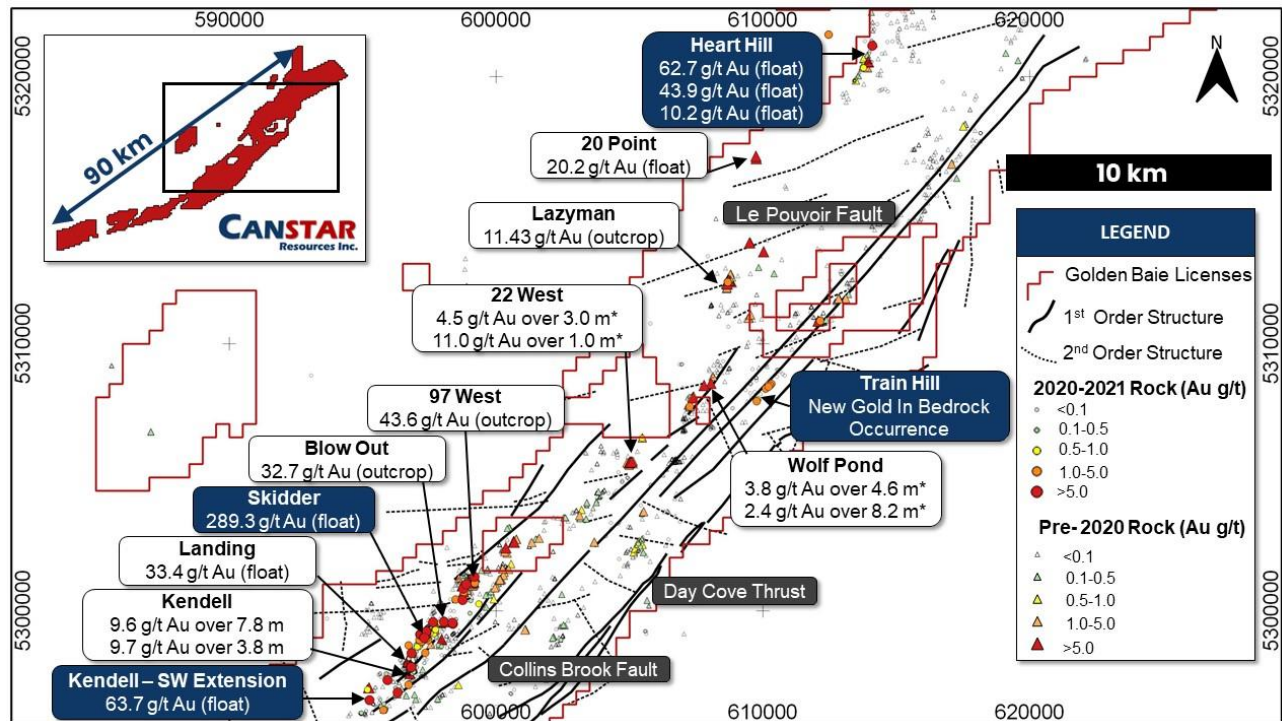 590000
600000
610000
620000
5320000
5320000
90 km
CANSTAR
Resources Inc.
Heart Hill
62.7 g/t Au (float)
43.9 g/t Au (float)
10.2 g/t Au (float)
N
20 Point
20.2 g/t Au (float)
10 km
Lazyman
11.43 g/t Au (outcrop)
Le Pouvoir Fault
22 West
4.5 g/t Au over 3.0 m*
11.0 g/t Au over 1.0 m*
5310000
5310000
97 West
43.6 g/t Au (outcrop)
Train Hill
New Gold In Bedrock
Occurrence
Blow Out
32.7 g/t Au (outcrop)
Wolf Pond
3.8 g/t Au over 4.6 m*
2.4 g/t Au over 8.2 m*
Skidder
289.3 g/t Au (float)
Landing
33.4 g/t Au (float)
Day Cove Thrust
Kendell
9.6 g/t Au over 7.8 m
9.7 g/t Au over 3.8 m
5300000
5300000
Collins Brook Fault
Kendell – SW Extension
63.7 g/t Au (float)
LEGEND
Golden Baie Licenses
1st Order Structure
2nd Order Structure
2020-2021 Rock (Au g/t)
<0.1
0.1-0.5
0.5-1.0
1.0-5.0
>5.0
Pre- 2020 Rock (Au g/t)
<0.1
0.1-0.5
0.5-1.0
1.0-5.0
>5.0
600000
610000
620000